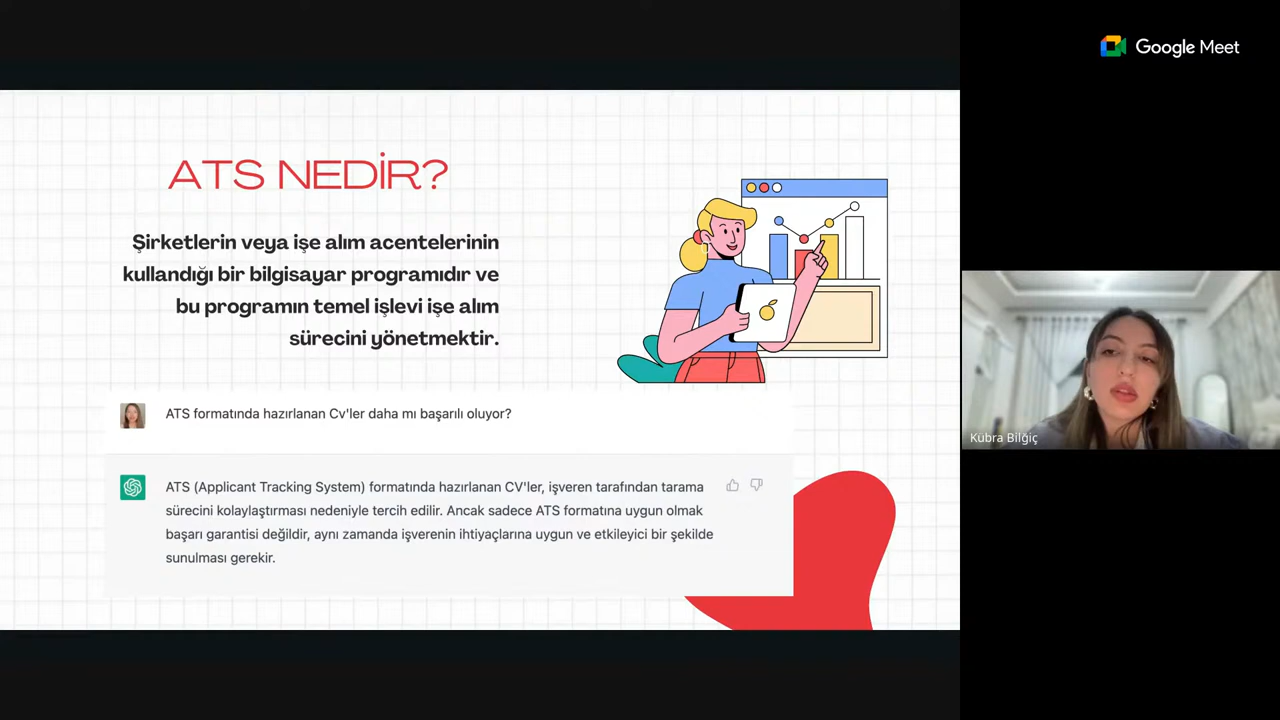 Google Meet
ATS NEDİR?
Şirketlerin veya işe alım acentelerinin
kullandığı bir bilgisayar programıdır ve
bu programın temel işlevi işe alım
sürecini yönetmektir.
ATS formatında hazırlanan Cv'ler daha mı başarılı oluyor?
ATS (Applicant Tracking System) formatında hazırlanan CV'ler, işveren tarafından tarama
sürecini kolaylaştırması nedeniyle tercih edilir. Ancak sadece ATS formatına uygun olmak
başarı garantisi değildir, aynı zamanda işverenin ihtiyaçlarına uygun ve etkileyici bir şekilde
sunulması gerekir.
Kübra Bilğiç